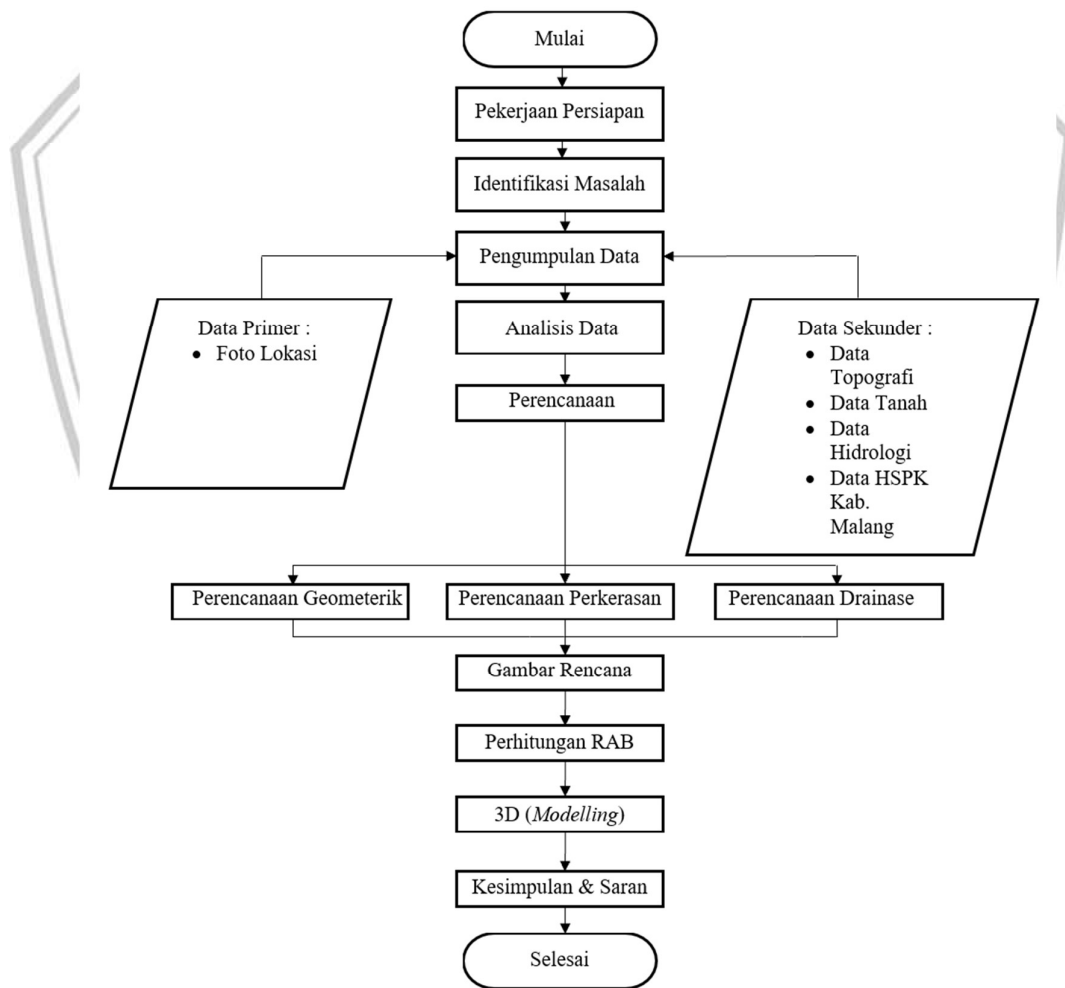 Mulai
Pekerjaan Persiapan
Identifikasi Masalah
Pengumpulan Data
Data Primer :
● Foto Lokasi
Analisis Data
Data Sekunder :
● Data
Topografi
● Data Tanah
● Data
Hidrologi
● Data HSPK
Kab.
Malang
Perencanaan
Perencanaan Geometerik
Perencanaan Perkerasan
Perencanaan Drainase
Gambar Rencana
Perhitungan RAB
3D (Modelling)
Kesimpulan & Saran
Selesai